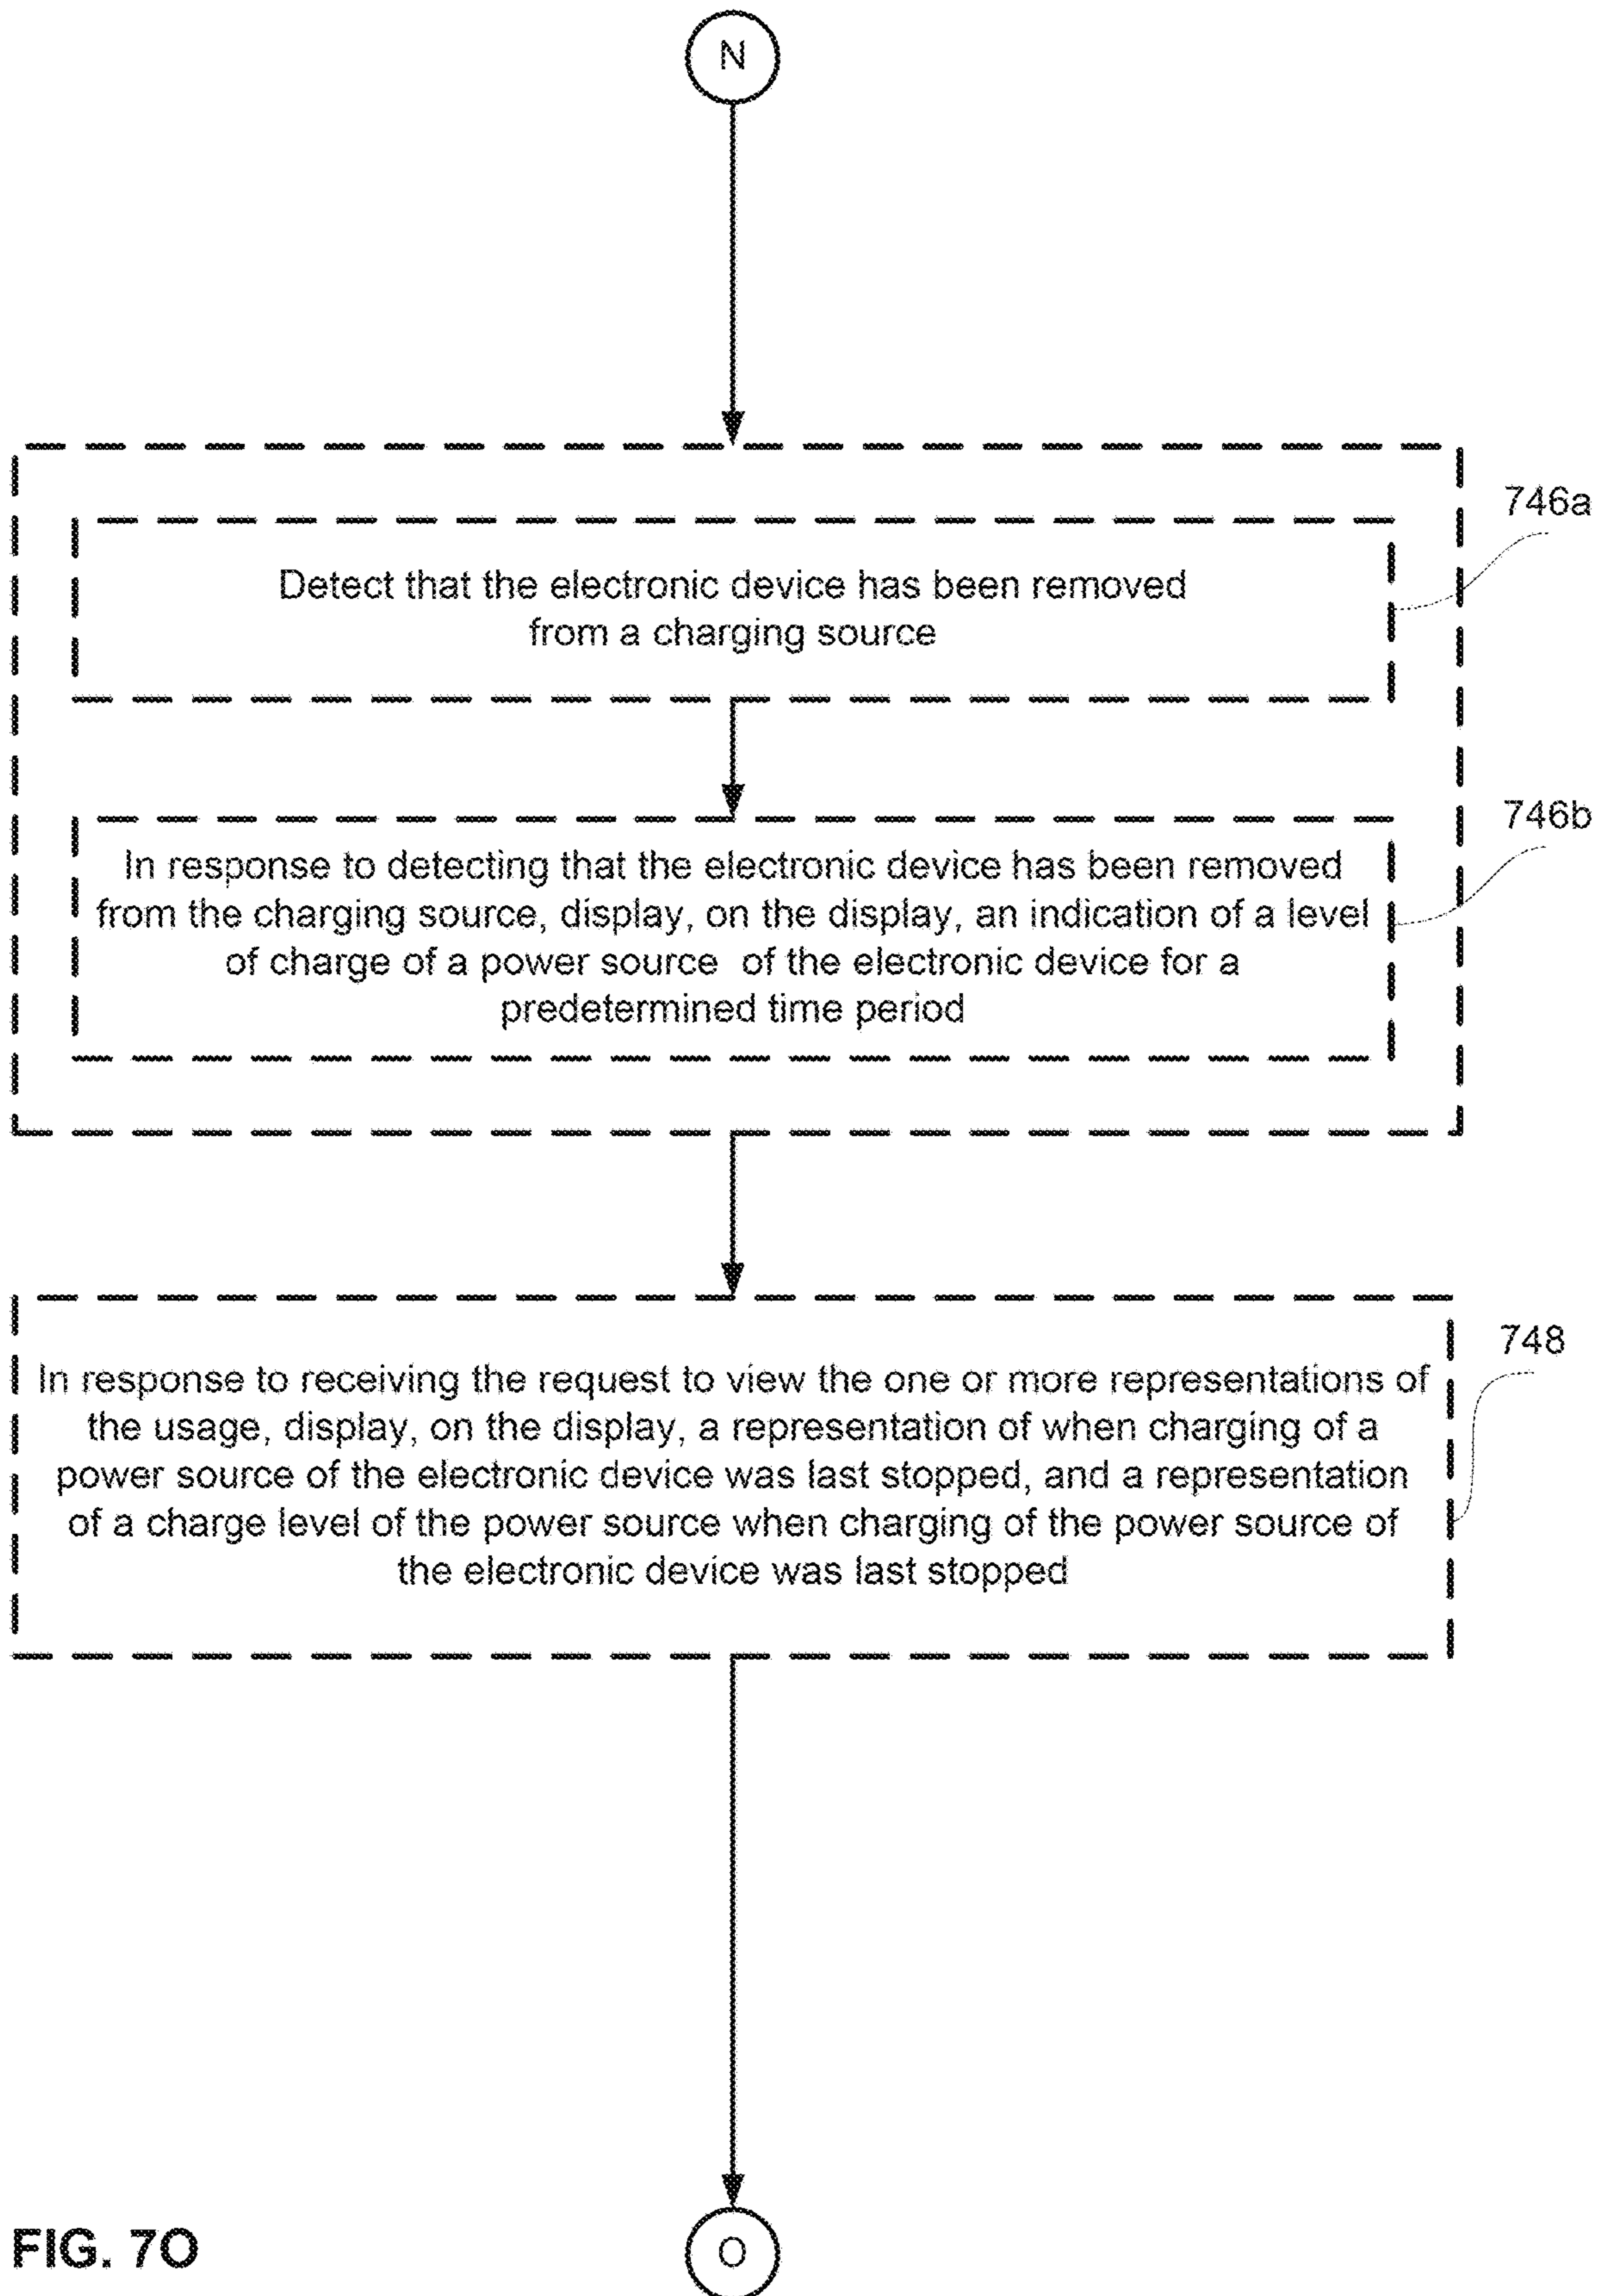 N
746a
Detect that the electronic device has been removed
from a charging source
746b
In response to detecting that the electronic device has been removed
from the charging source, display, on the display, an indication of a level
of charge of a power source of the electronic device for a
predetermined time period
748
In response to receiving the request to view the one or more representations of
the usage, display, on the display, a representation of when charging of a
power source of the electronic device was last stopped, and a representation
of a charge level of the power source when charging of the power source of
the electronic device was last stopped
FIG. 7O
O